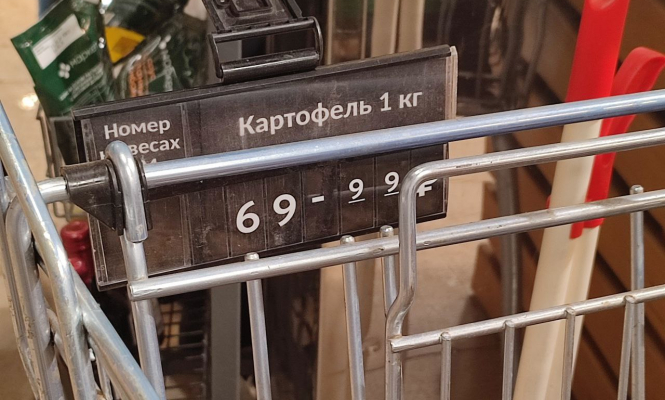 Картофель 1 кг
Номер
весах
69-99₽